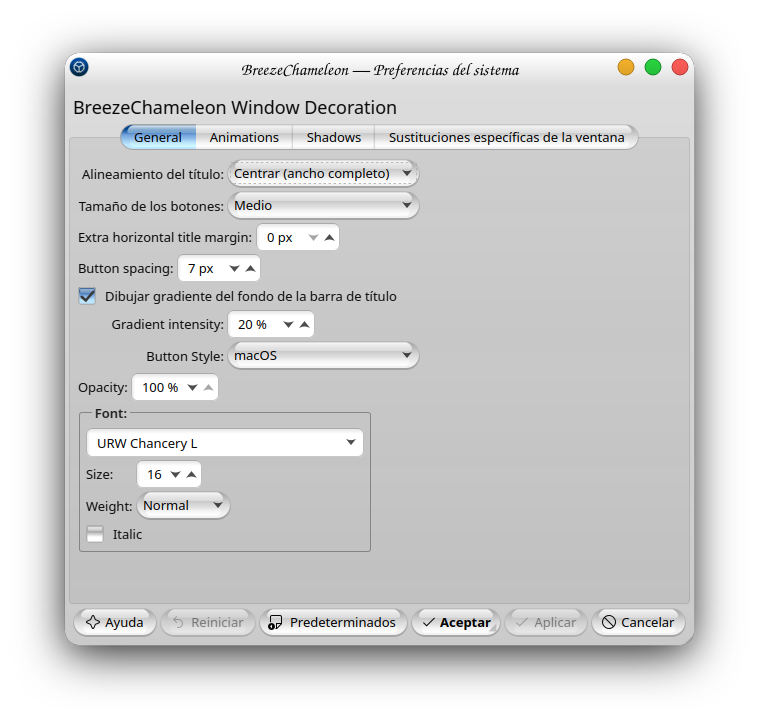 BreezeChameleon — Preferencias del sistema
BreezeChameleon Window Decoration
General Animations Shadows Sustituciones específicas de la ventana
Alineamiento del título: Centrar (ancho completo)
Tamaño de los botones: Medio
Extra horizontal title margin: 0 px
Button spacing: 7 px
Dibujar gradiente del fondo de la barra de título
Gradient intensity: 20 %
Button Style: macOS
Opacity: 100 %
Font:
URW Chancery L
Size: 16
Weight: Normal
Italic
Ayuda Reiniciar Predeterminados Aceptar Aplicar Cancelar